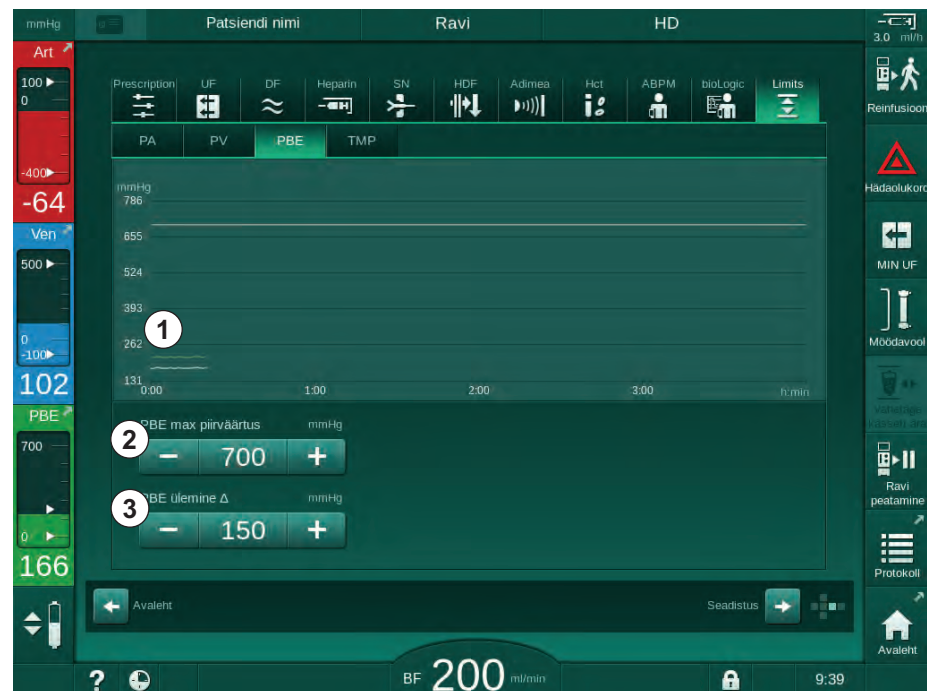 mmHg
Patsiendi nimi
Ravi
HD
3.0 ml/h
Art
100
0
-400
-64
Ven
500
0
-100
102
PBE
700
0
166
Prescription
UF
DF
Heparin
SN
HDF
Adimea
Hct
ABPM
bioLogic
Limits
PA
PV
PBE
TMP
mmHg
786
655
524
393
262
131
1
0:00
1:00
2:00
3:00
h:min
PBE max piirväärtus mmHg
2
− 700 +
PBE ülemine Δ mmHg
3
− 150 +
Avaleht
Seadistus
? BF 200 ml/min 9:39
Reinfusioon
Hädaolukord
MIN UF
Möödavool
Ravi
peatamine
Protokoll
Avaleht